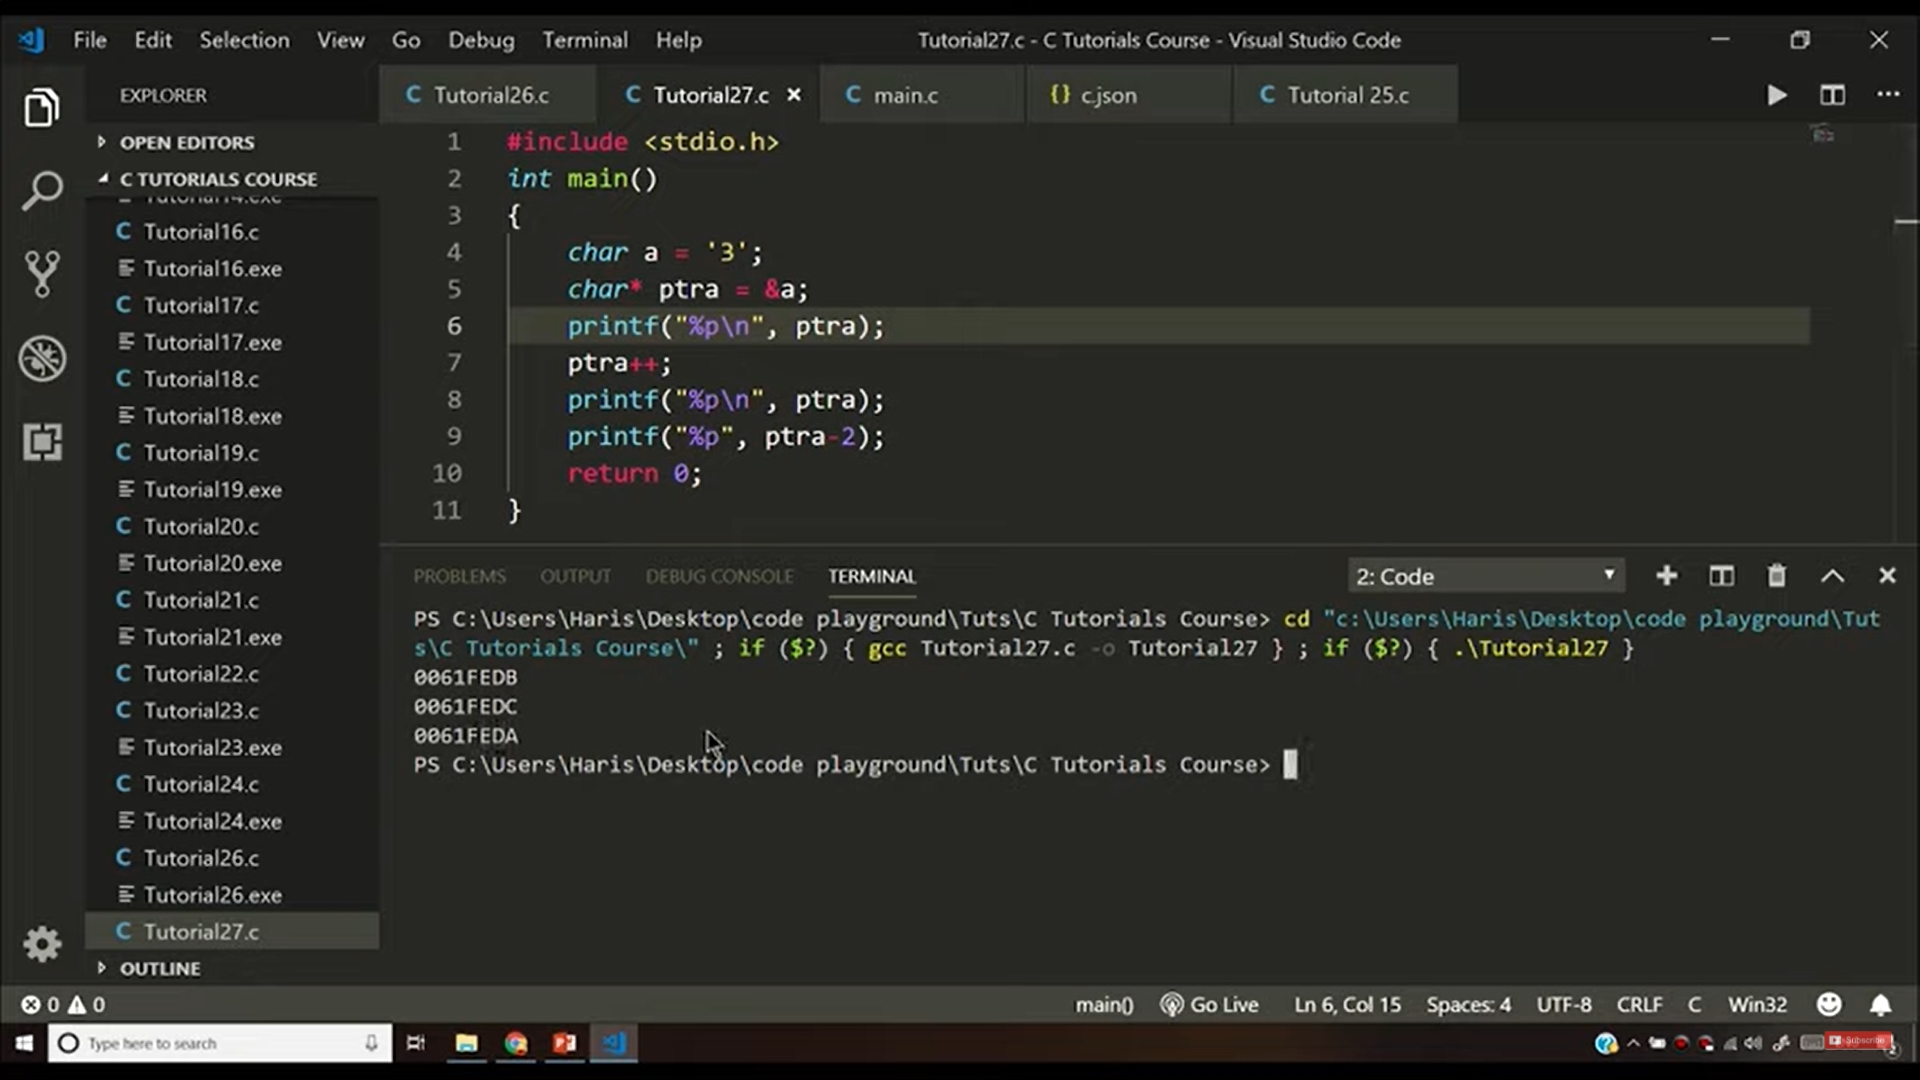 File Edit Selection View Go Debug Terminal Help Tutorial27.c - C Tutorials Course - Visual Studio Code
EXPLORER
Tutorial26.c Tutorial27.c × main.c {} c.json Tutorial 25.c
OPEN EDITORS
C TUTORIALS COURSE
Tutorial14.exe
C Tutorial16.c
Tutorial16.exe
C Tutorial17.c
Tutorial17.exe
C Tutorial18.c
Tutorial18.exe
C Tutorial19.c
Tutorial19.exe
C Tutorial20.c
Tutorial20.exe
C Tutorial21.c
Tutorial21.exe
C Tutorial22.c
C Tutorial23.c
Tutorial23.exe
C Tutorial24.c
Tutorial24.exe
C Tutorial26.c
Tutorial26.exe
C Tutorial27.c
OUTLINE
1 #include <stdio.h>
2 int main()
3 {
4 char a = '3';
5 char* ptra = &a;
6 printf("%p\n", ptra);
7 ptra++;
8 printf("%p\n", ptra);
9 printf("%p", ptra-2);
10 return 0;
11 }
PROBLEMS OUTPUT DEBUG CONSOLE TERMINAL 2: Code
PS C:\Users\Haris\Desktop\code playground\Tuts\C Tutorials Course> cd "c:\Users\Haris\Desktop\code playground\Tut
s\C Tutorials Course\" ; if ($?) { gcc Tutorial27.c -o Tutorial27 } ; if ($?) { .\Tutorial27 }
0061FEDB
0061FEDC
0061FEDA
PS C:\Users\Haris\Desktop\code playground\Tuts\C Tutorials Course>
0 0 main() Go Live Ln 6, Col 15 Spaces: 4 UTF-8 CRLF C Win32
Type here to search
Subscribe